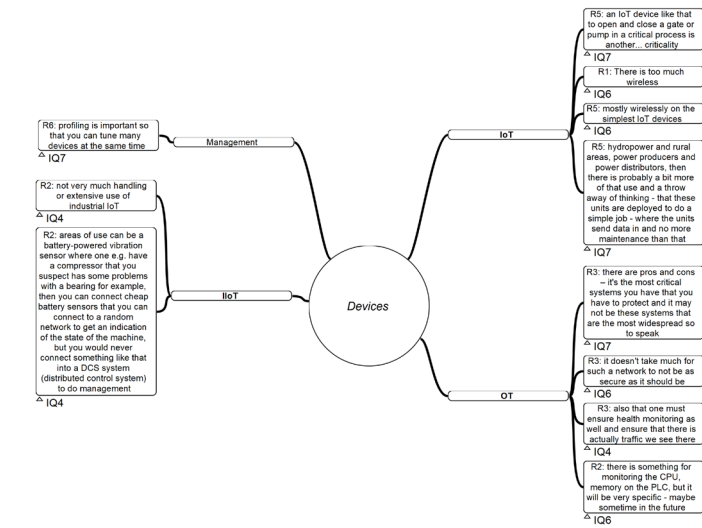 R6: profiling is important so
that you can tune many
devices at the same time
IQ7
Management
R2: not very much handling
or extensive use of
industrial IoT
IQ4
R2: areas of use can be a
battery-powered vibration
sensor where one e.g. have
a compressor that you
suspect has some problems
with a bearing for example,
then you can connect cheap
battery sensors that you can
connect to a random
network to get an indication
of the state of the machine,
but you would never
connect something like that
into a DCS system
(distributed control system)
to do management
IQ4
IIoT
Devices
IoT
R5: an IoT device like that
to open and close a gate or
pump in a critical process is
another... criticality
IQ7
R1: There is too much
wireless
IQ6
R5: mostly wirelessly on the
simplest IoT devices
IQ6
R5: hydropower and rural
areas, power producers and
power distributors, then
there is probably a bit more
of that use and a throw
away of thinking - that these
units are deployed to do a
simple job - where the units
send data in and no more
maintenance than that
IQ7
OT
R3: there are pros and cons
– it's the most critical
systems you have that you
have to protect and it may
not be these systems that
are the most widespread so
to speak
IQ7
R3: it doesn't take much for
such a network to not be as
secure as it should be
IQ6
R3: also that one must
ensure health monitoring as
well and ensure that there is
actually traffic we see there
IQ4
R2: there is something for
monitoring the CPU,
memory on the PLC, but it
will be very specific - maybe
sometime in the future
IQ6